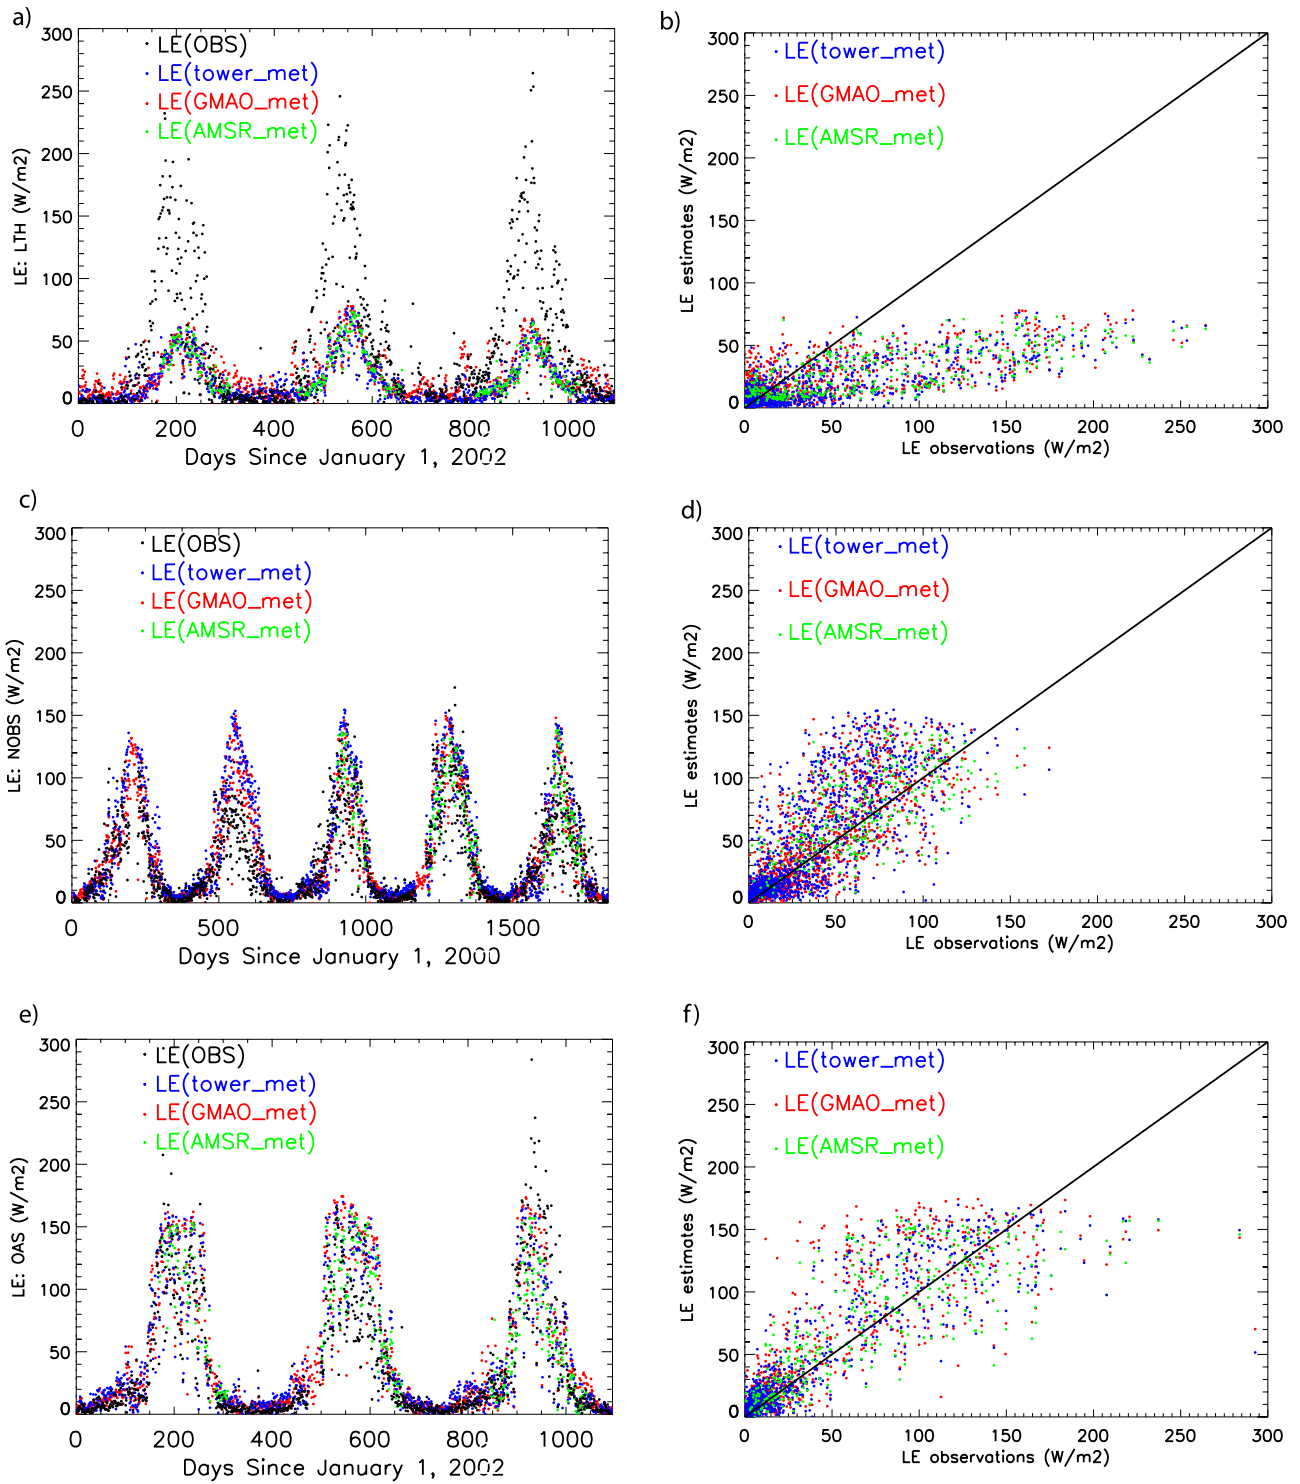 a)
LE: LTH (W/m2)
300
250
200
150
100
50
0
LE(OBS)
LE(tower_met)
LE(GMAO_met)
LE(AMSR_met)
0 200 400 600 800 1000
Days Since January 1, 2002
b)
LE estimates (W/m2)
300
250
200
150
100
50
0
LE(tower_met)
LE(GMAO_met)
LE(AMSR_met)
0 50 100 150 200 250 300
LE observations (W/m2)
c)
LE: NOBS (W/m2)
300
250
200
150
100
50
0
LE(OBS)
LE(tower_met)
LE(GMAO_met)
LE(AMSR_met)
0 500 1000 1500
Days Since January 1, 2000
d)
LE estimates (W/m2)
300
250
200
150
100
50
0
LE(tower_met)
LE(GMAO_met)
LE(AMSR_met)
0 50 100 150 200 250 300
LE observations (W/m2)
e)
LE: OAS (W/m2)
300
250
200
150
100
50
0
LE(OBS)
LE(tower_met)
LE(GMAO_met)
LE(AMSR_met)
0 200 400 600 800 1000
Days Since January 1, 2002
f)
LE estimates (W/m2)
300
250
200
150
100
50
0
LE(tower_met)
LE(GMAO_met)
LE(AMSR_met)
0 50 100 150 200 250 300
LE observations (W/m2)